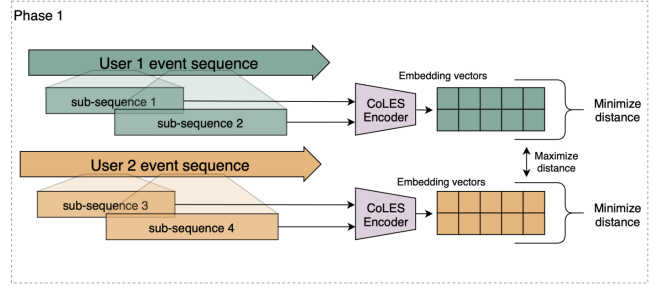 Phase 1
User 1 event sequence
Embedding vectors
sub-sequence 1
CoLES
Encoder
sub-sequence 2
Minimize
distance
User 2 event sequence
Maximize
distance
Embedding vectors
sub-sequence 3
CoLES
Encoder
sub-sequence 4
Minimize
distance